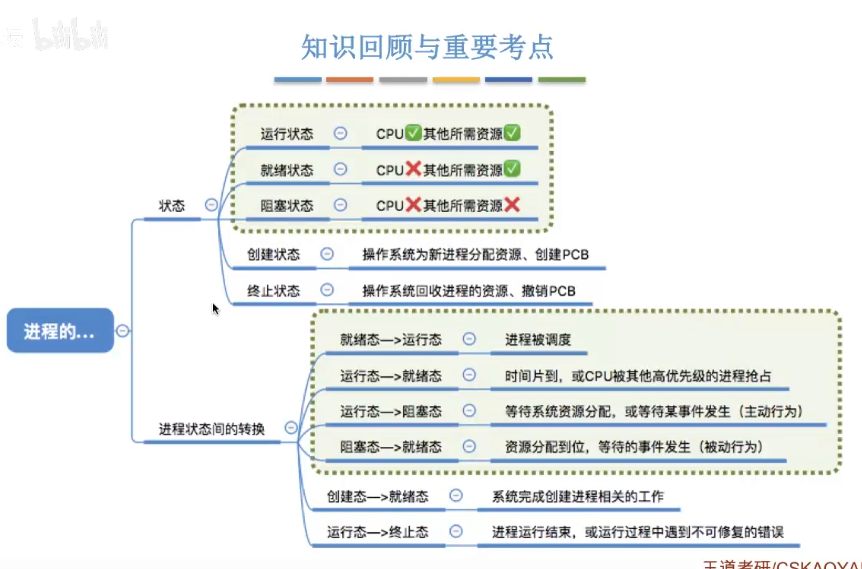 bilibili
知识回顾与重要考点
运行状态 CPU✅其他所需资源✅
就绪状态 CPU❌其他所需资源✅
状态
阻塞状态 CPU❌其他所需资源❌
创建状态 操作系统为新进程分配资源、创建PCB
终止状态 操作系统回收进程的资源、撤销PCB
进程的...
就绪态—>运行态 进程被调度
运行态—>就绪态 时间片到，或CPU被其他高优先级的进程抢占
运行态—>阻塞态 等待系统资源分配，或等待某事件发生（主动行为）
进程状态间的转换
阻塞态—>就绪态 资源分配到位，等待的事件发生（被动行为）
创建态—>就绪态 系统完成创建进程相关的工作
运行态—>终止态 进程运行结束，或运行过程中遇到不可修复的错误
王道考研/CSKAOYA